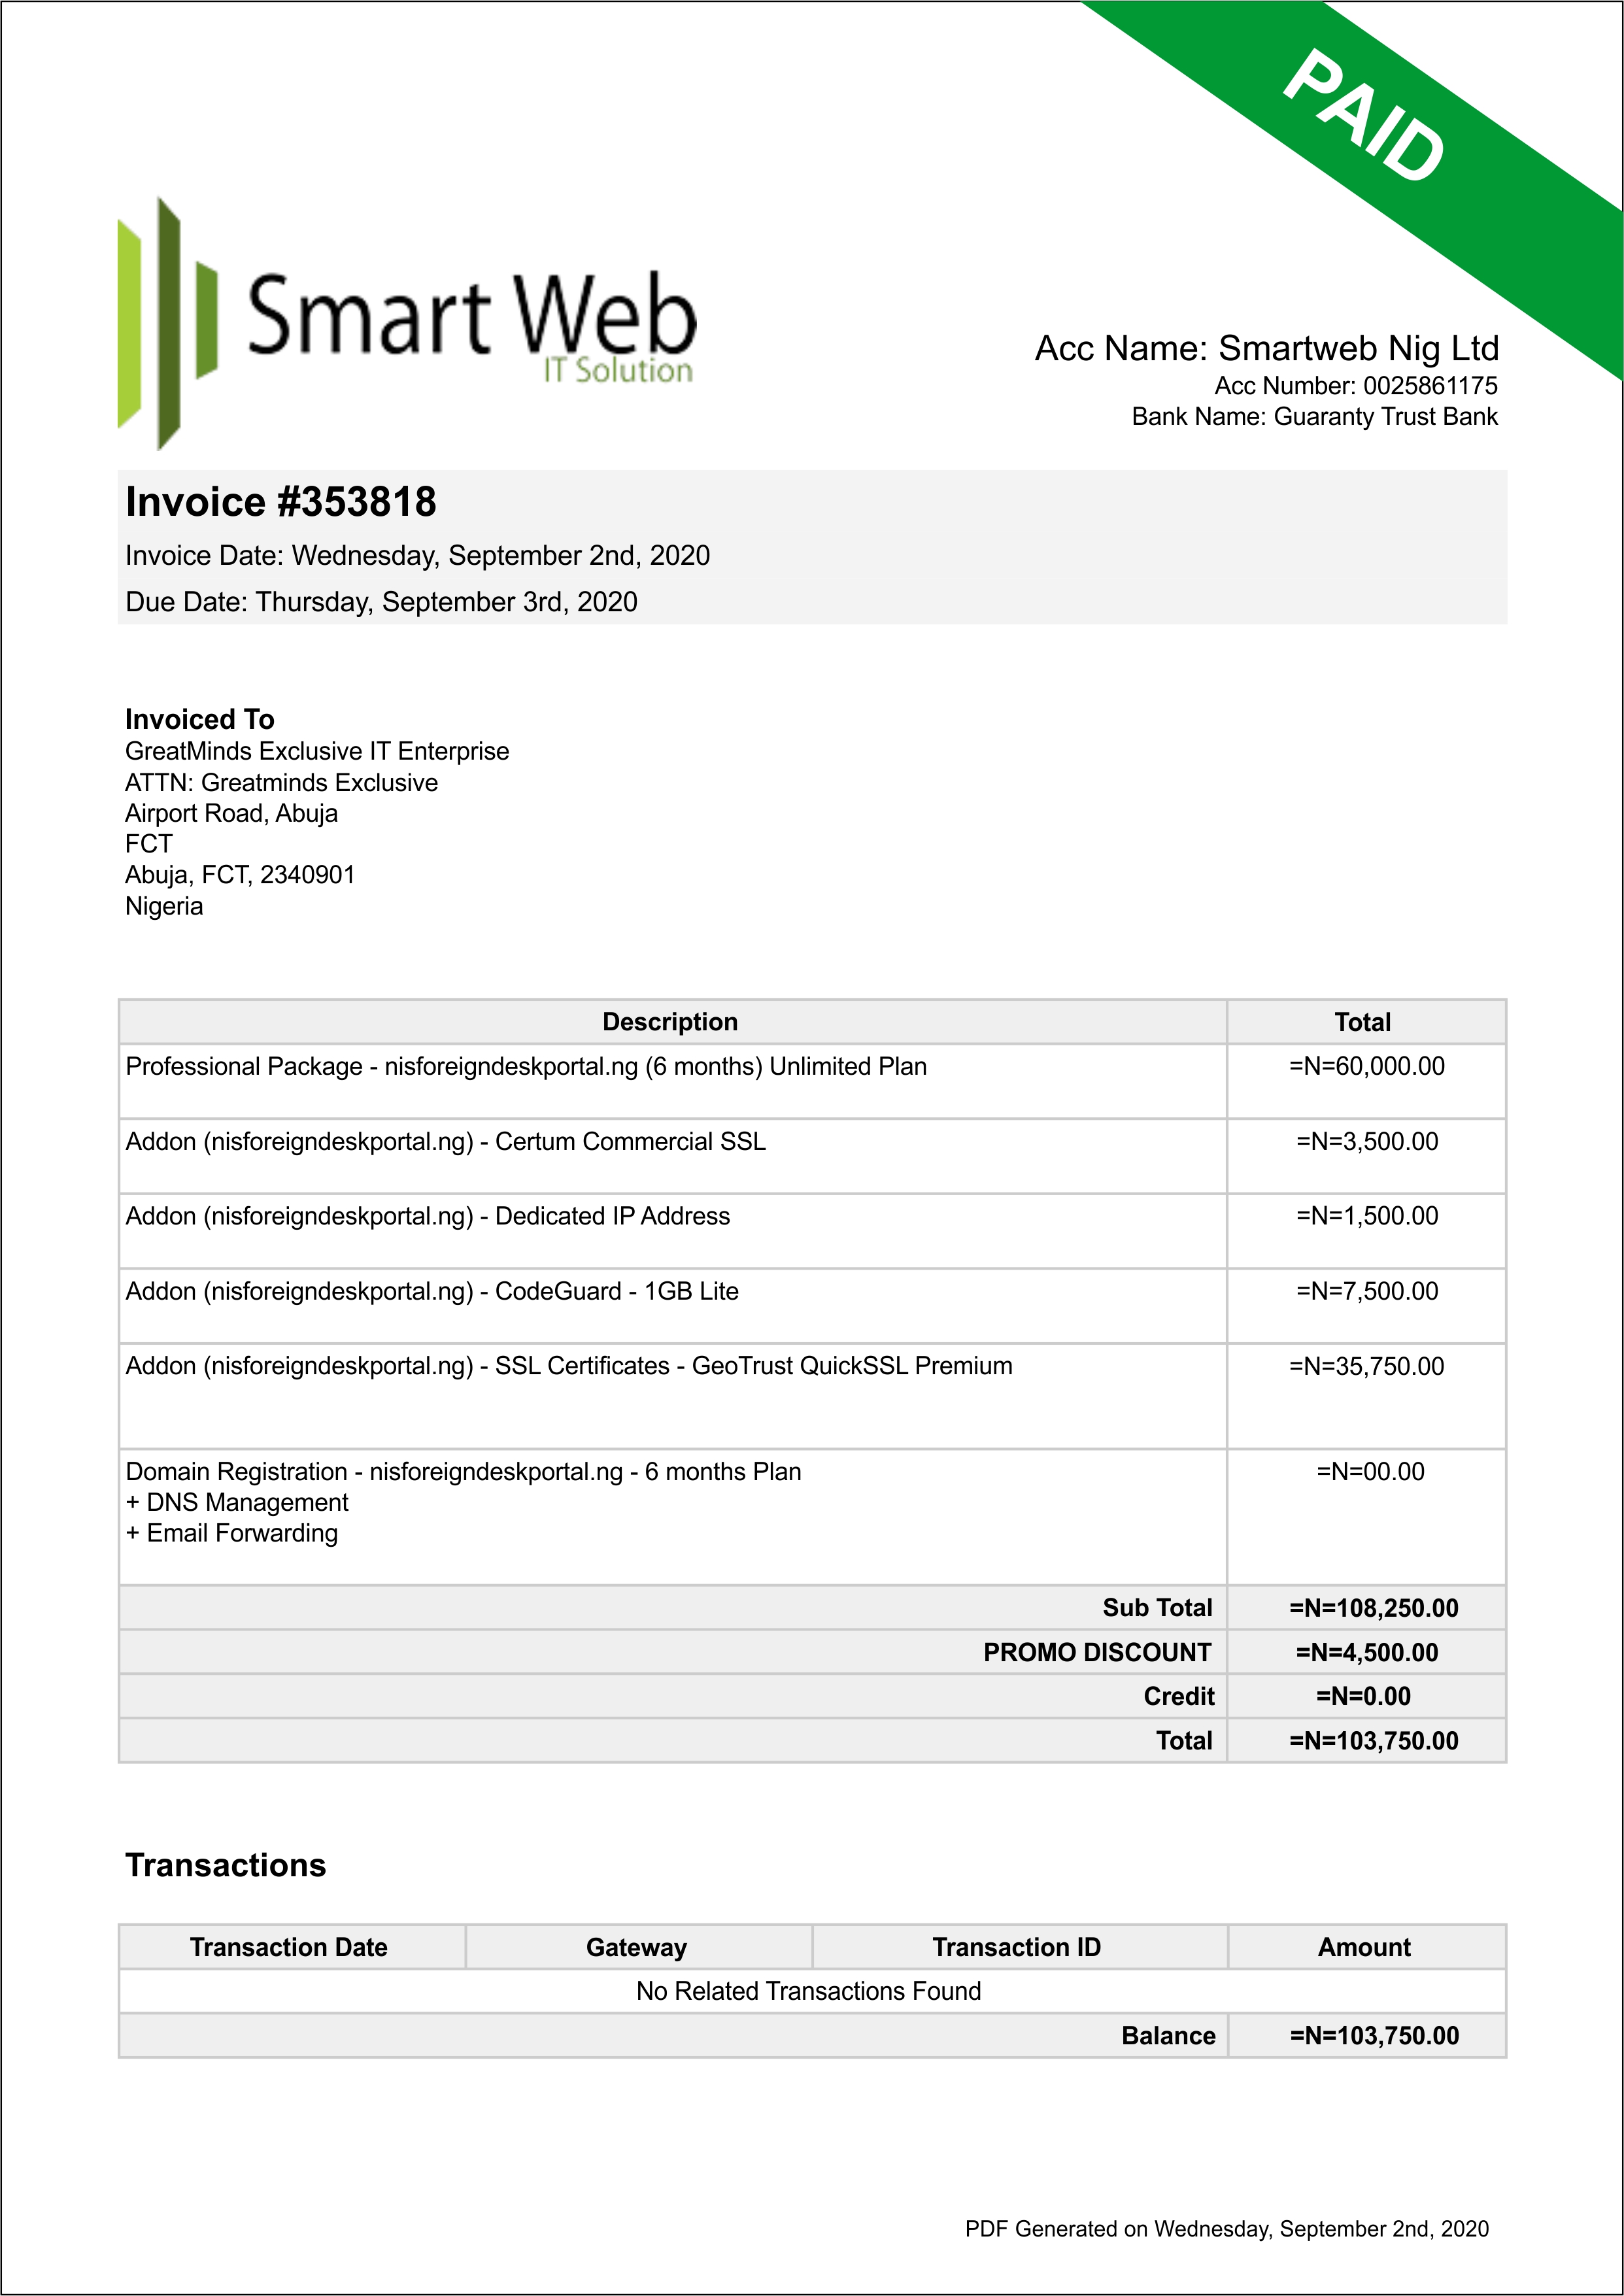 PAID
Smart Web
IT Solution
Acc Name: Smartweb Nig Ltd
Acc Number: 0025861175
Bank Name: Guaranty Trust Bank
Invoice #353818
Invoice Date: Wednesday, September 2nd, 2020
Due Date: Thursday, September 3rd, 2020
Invoiced To
GreatMinds Exclusive IT Enterprise
ATTN: Greatminds Exclusive
Airport Road, Abuja
FCT
Abuja, FCT, 2340901
Nigeria
Description Total
Professional Package - nisforeigndeskportal.ng (6 months) Unlimited Plan =N=60,000.00
Addon (nisforeigndeskportal.ng) - Certum Commercial SSL =N=3,500.00
Addon (nisforeigndeskportal.ng) - Dedicated IP Address =N=1,500.00
Addon (nisforeigndeskportal.ng) - CodeGuard - 1GB Lite =N=7,500.00
Addon (nisforeigndeskportal.ng) - SSL Certificates - GeoTrust QuickSSL Premium =N=35,750.00
Domain Registration - nisforeigndeskportal.ng - 6 months Plan =N=00.00
+ DNS Management
+ Email Forwarding
Sub Total =N=108,250.00
PROMO DISCOUNT =N=4,500.00
Credit =N=0.00
Total =N=103,750.00
Transactions
Transaction Date Gateway Transaction ID Amount
No Related Transactions Found
Balance =N=103,750.00
PDF Generated on Wednesday, September 2nd, 2020